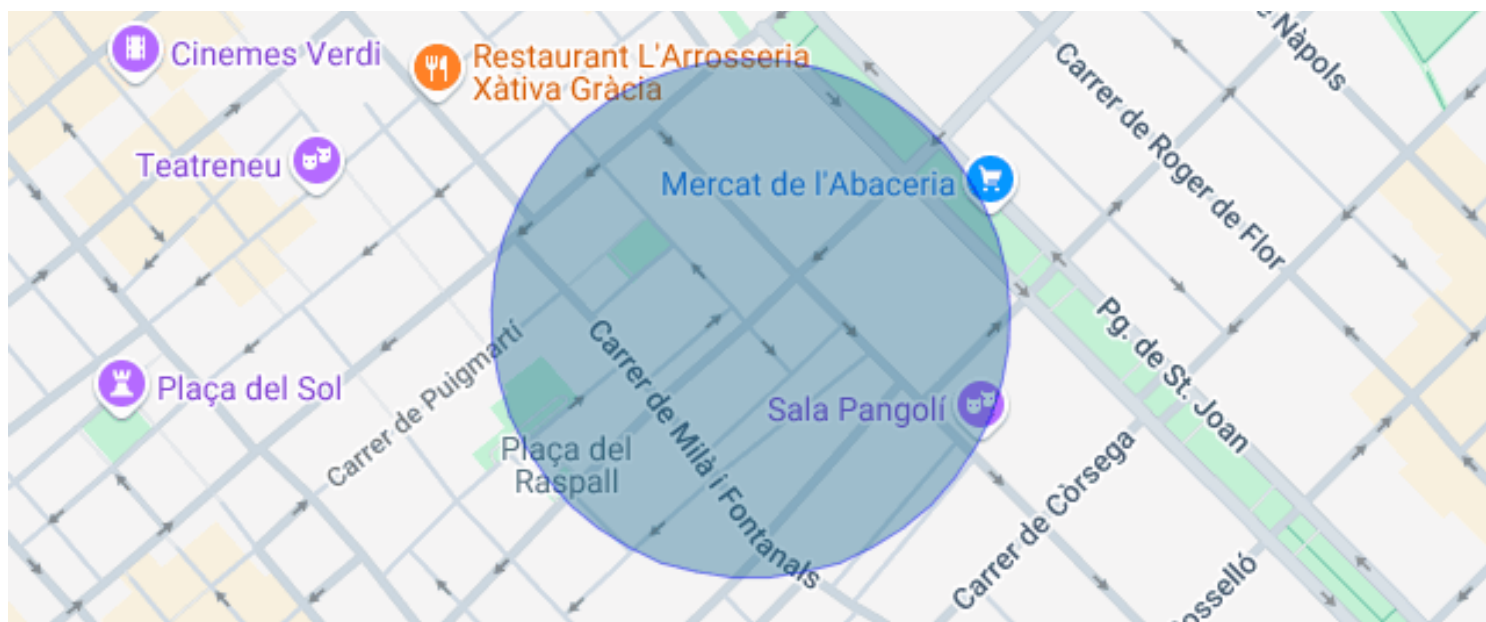 Cinemes Verdi
Restaurant L'Arrosseria
Xàtiva Gràcia
Teatreneu
Mercat de l'Abaceria
Plaça del Sol
Carrer de Puigmartí
Plaça del
Raspall
Carrer de Milà i Fontanals
Sala Pangolí
Carrer de Còrsega
Pg. de St. Joan
Carrer de Roger de Flor
Nàpols